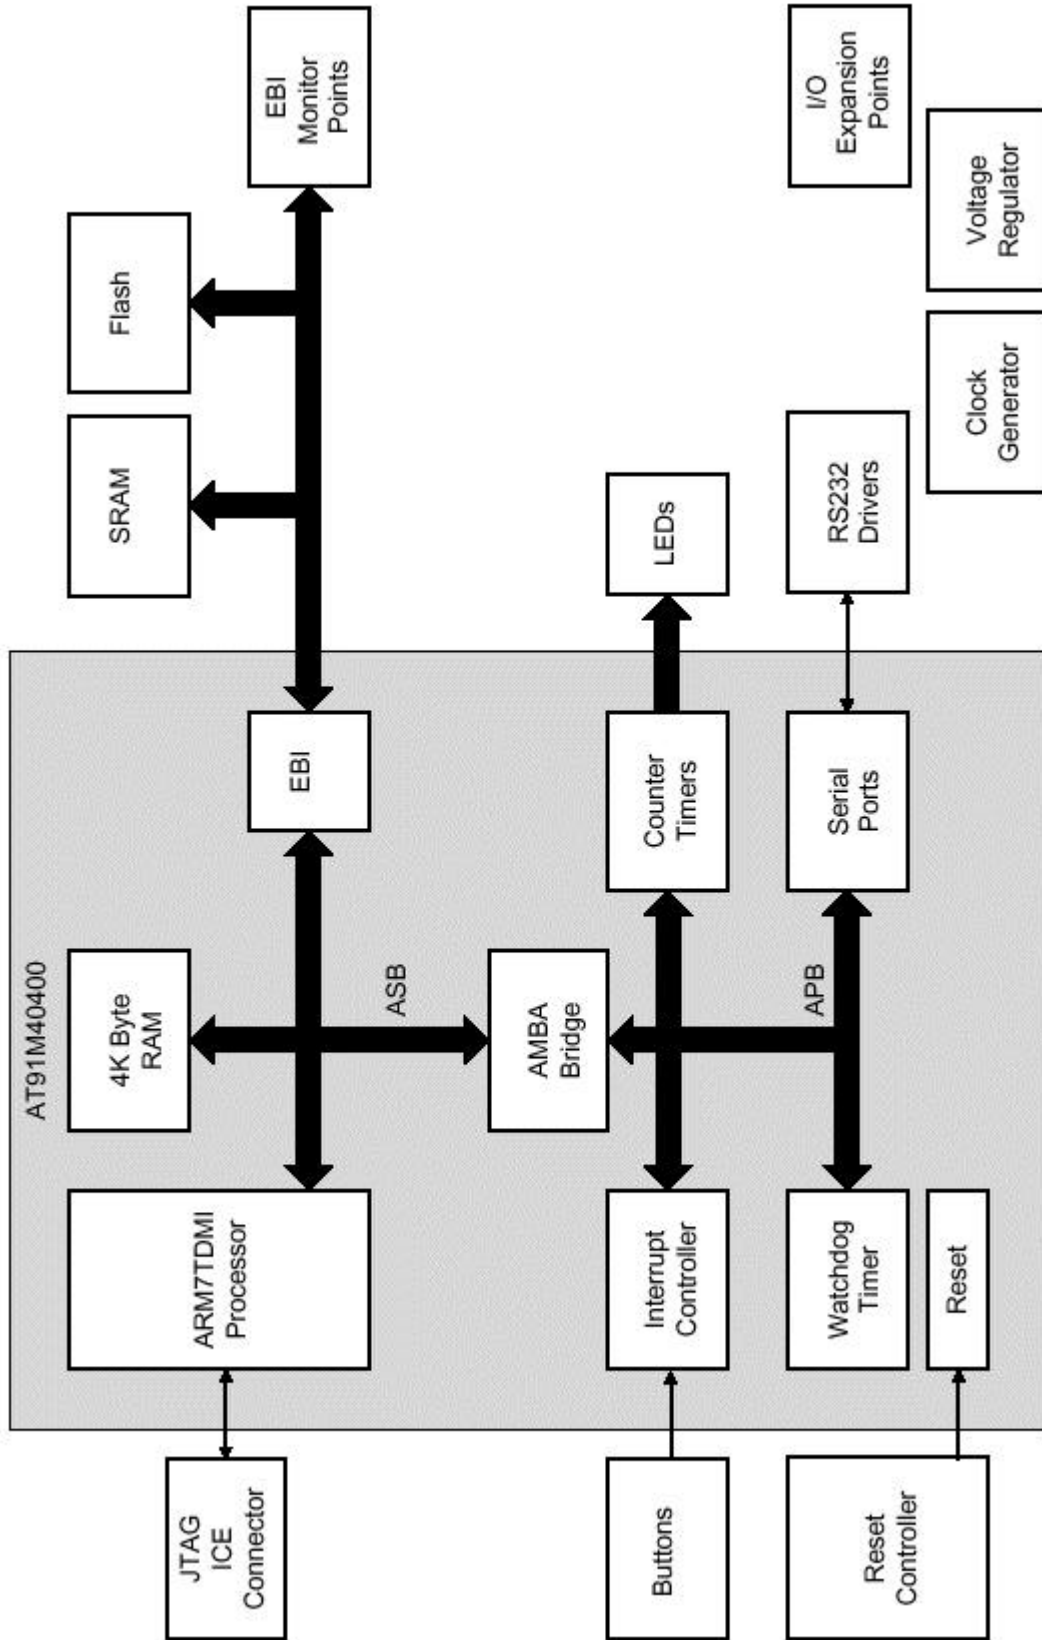 AT91M40400
JTAG
ICE
Connector
ARM7TDMI
Processor
4K Byte
RAM
EBI
SRAM
Flash
EBI
Monitor
Points
ASB
AMBA
Bridge
Buttons
Interrupt
Controller
Counter
Timers
LEDs
APB
Reset
Controller
Watchdog
Timer
Reset
Serial
Ports
RS232
Drivers
I/O
Expansion
Points
Clock
Generator
Voltage
Regulator